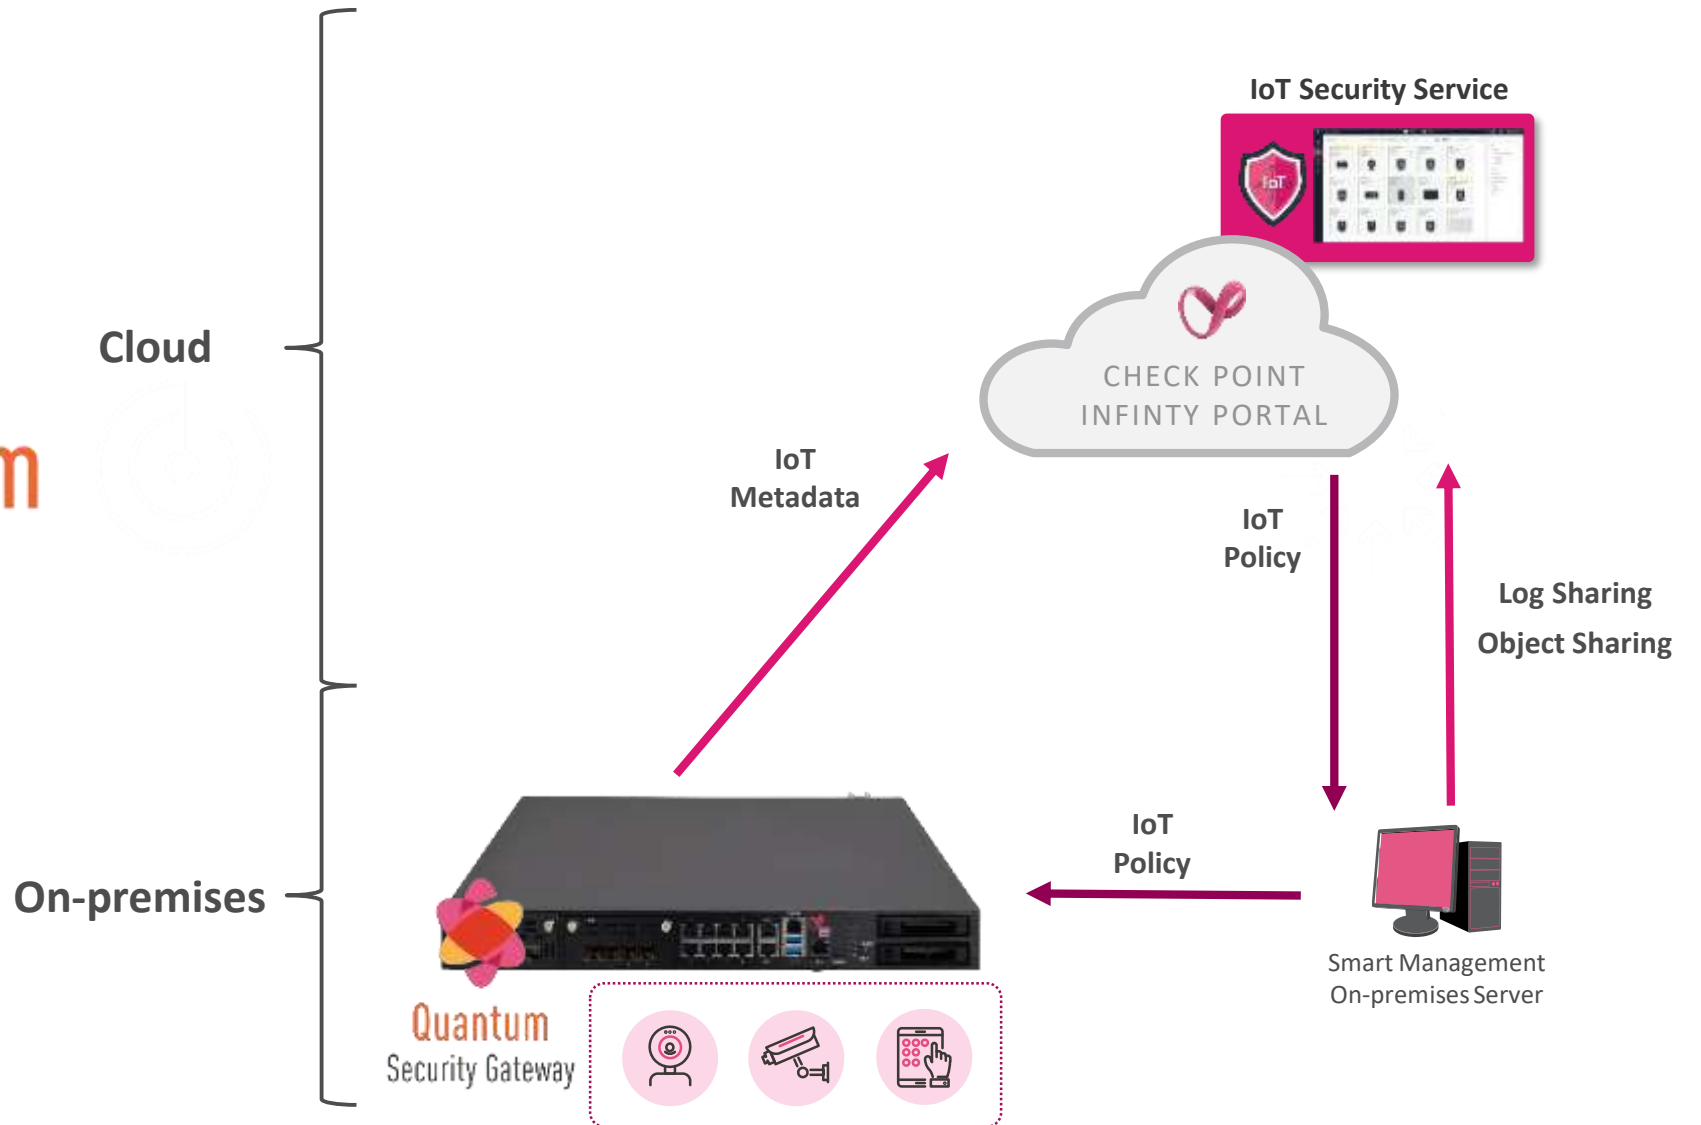 IoT Security Service
IoT
CHECK POINT
INFINTY PORTAL
Cloud
m
IoT
Metadata
IoT
Policy
Log Sharing
Object Sharing
IoT
Policy
On-premises
Smart Management
On-premises Server
Quantum
Security Gateway